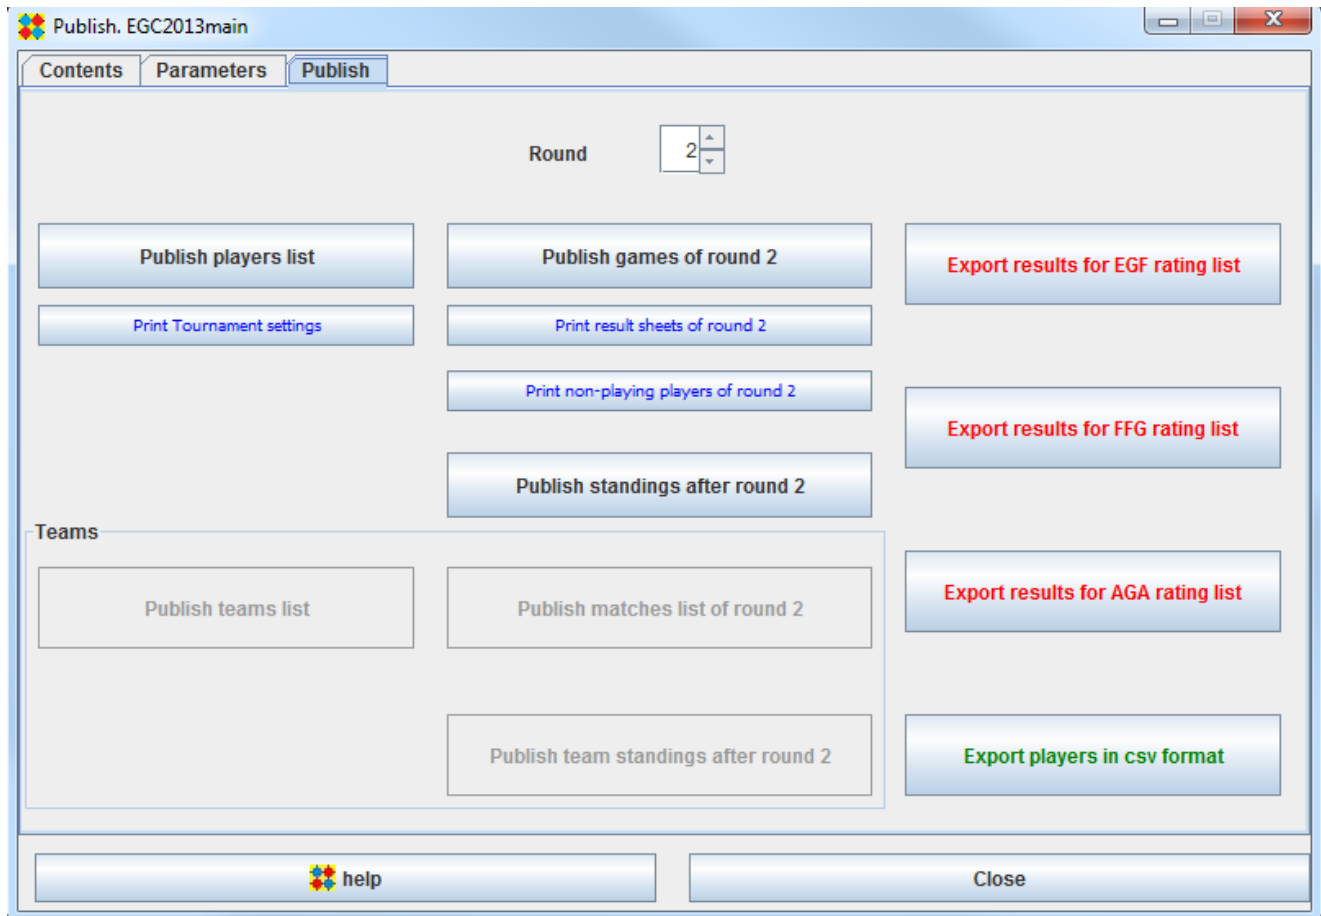 Publish. EGC2013main
Contents Parameters Publish
Round 2
Publish players list
Publish games of round 2
Export results for EGF rating list
Print Tournament settings
Print result sheets of round 2
Print non-playing players of round 2
Export results for FFG rating list
Publish standings after round 2
Teams
Publish teams list
Publish matches list of round 2
Export results for AGA rating list
Publish team standings after round 2
Export players in csv format
help
Close